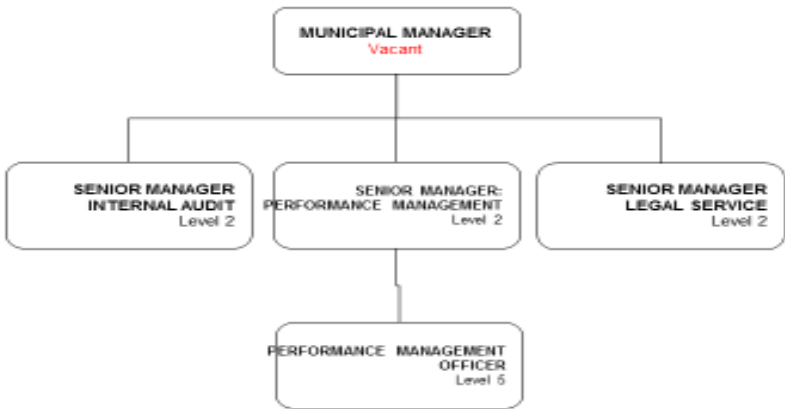 MUNICIPAL MANAGER
Vacant
SENIOR MANAGER
INTERNAL AUDIT
Level 2
SENIOR MANAGER:
PERFORMANCE MANAGEMENT
Level 2
SENIOR MANAGER
LEGAL SERVICE
Level 2
PERFORMANCE MANAGEMENT
OFFICER
Level 5